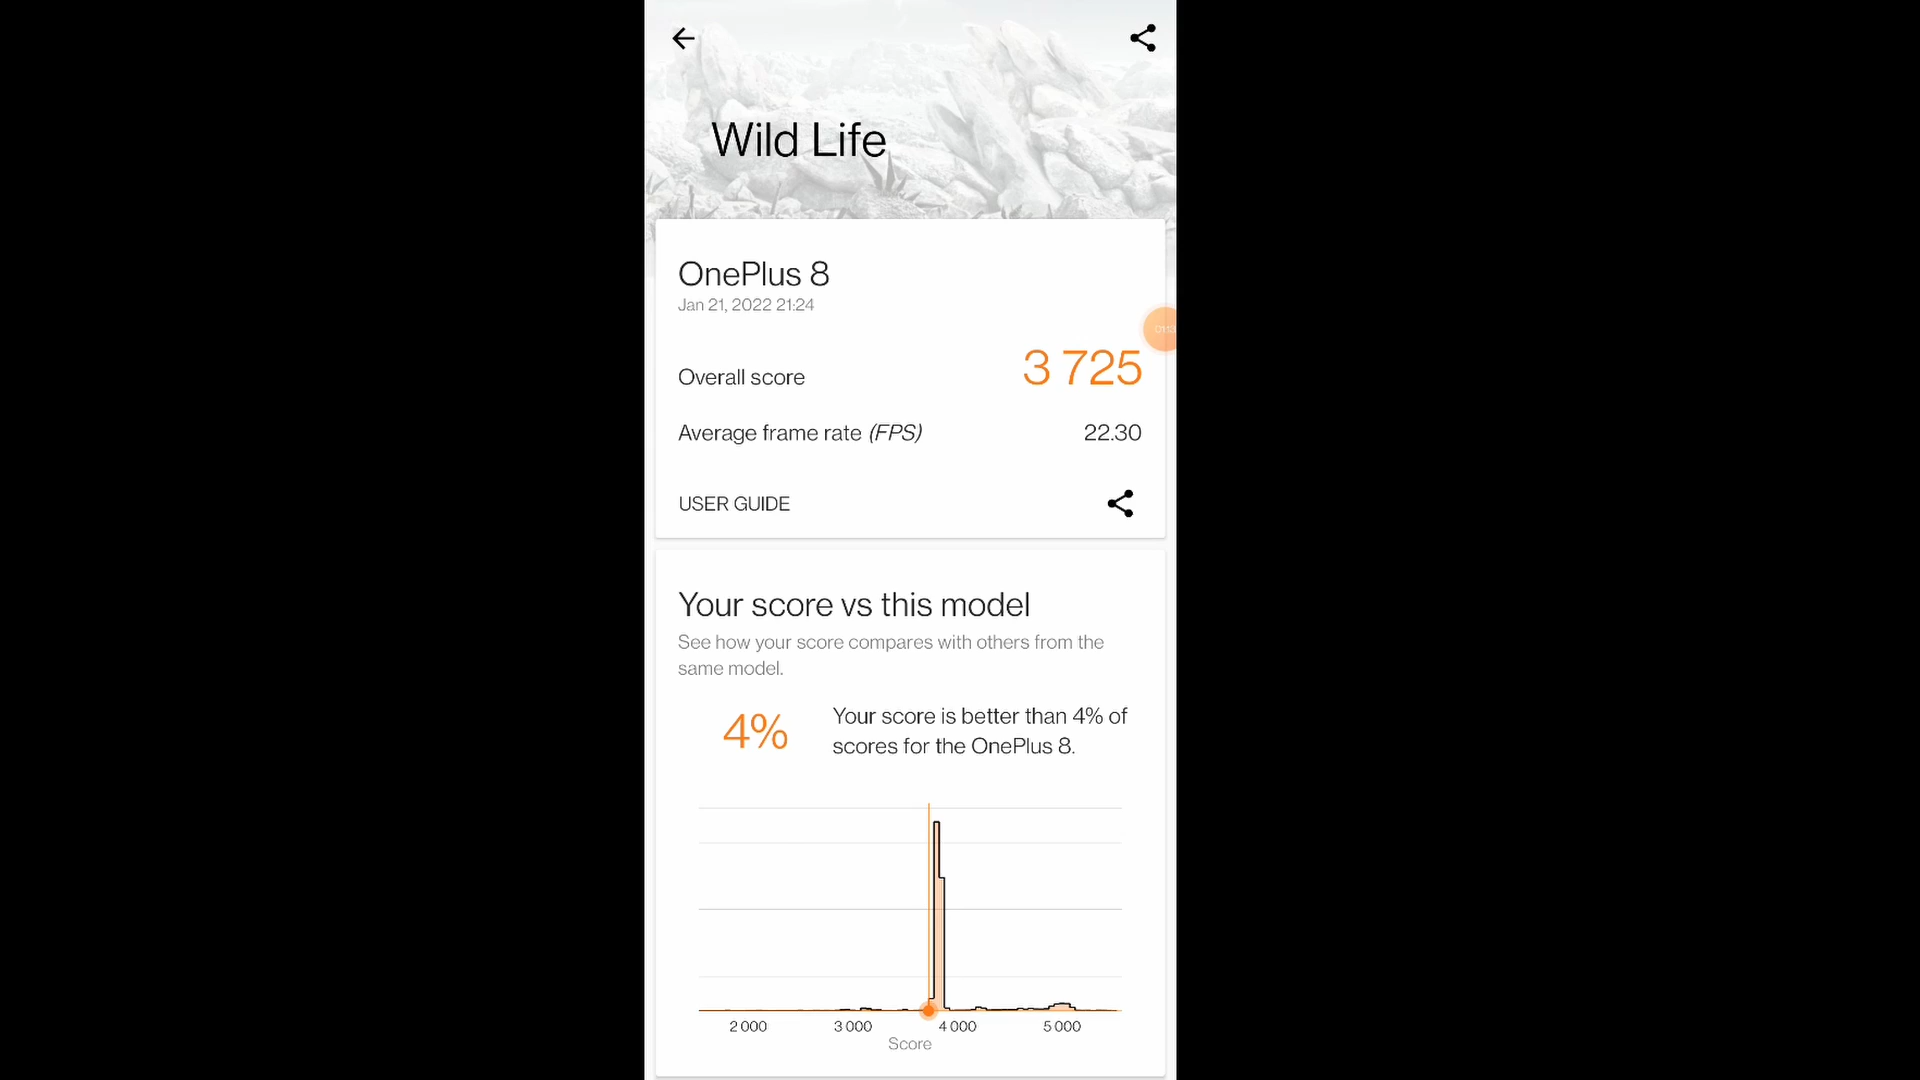 Wild Life
OnePlus 8
Jan 21, 2022 21:24
Overall score
3 725
Average frame rate (FPS)
22.30
USER GUIDE
Your score vs this model
See how your score compares with others from the
same model.
4%
Your score is better than 4% of
scores for the OnePlus 8.
2 000
3 000
4 000
5 000
Score